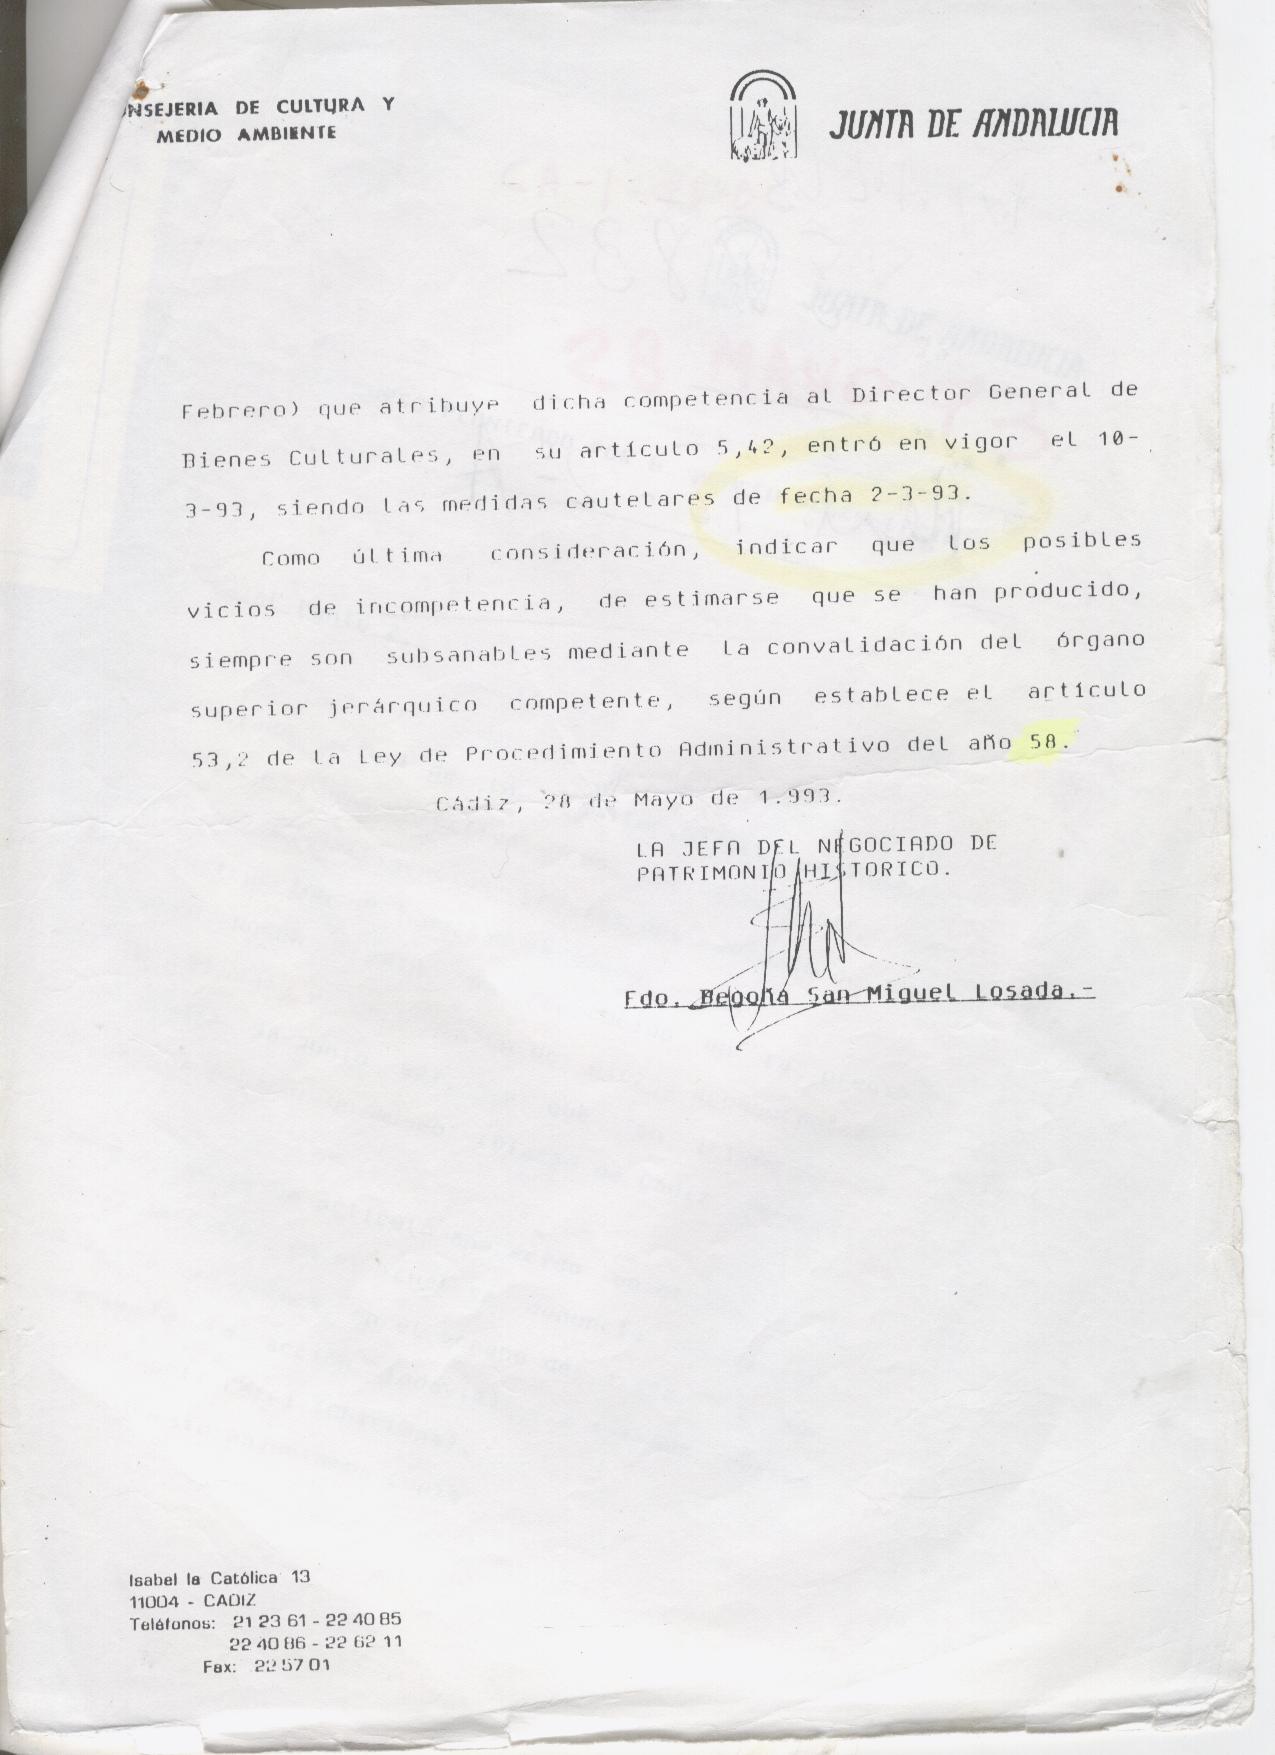 ONSEJERIA DE CULTURA Y
MEDIO AMBIENTE
JUNTA DE ANDALUCIA
Febrero) que atribuye dicha competencia al Director General de
Bienes Culturales, en su artículo 5,42, entró en vigor el 10-
3-93, siendo las medidas cautelares de fecha 2-3-93.
Como última consideración, indicar que los posibles
vicios de incompetencia, de estimarse que se han producido,
siempre son subsanables mediante la convalidación del órgano
superior jerárquico competente, según establece el artículo
53,2 de la Ley de Procedimiento Administrativo del año 58.
Cádiz, 28 de Mayo de 1.993.
LA JEFA DEL NEGOCIADO DE
PATRIMONIO HISTORICO.
Fdo. Begoña San Miguel Losada.-
Isabel la Católica 13
11004 - CADIZ
Teléfonos: 21 23 61 - 22 40 85
22 40 86 - 22 62 11
Fax: 22 57 01